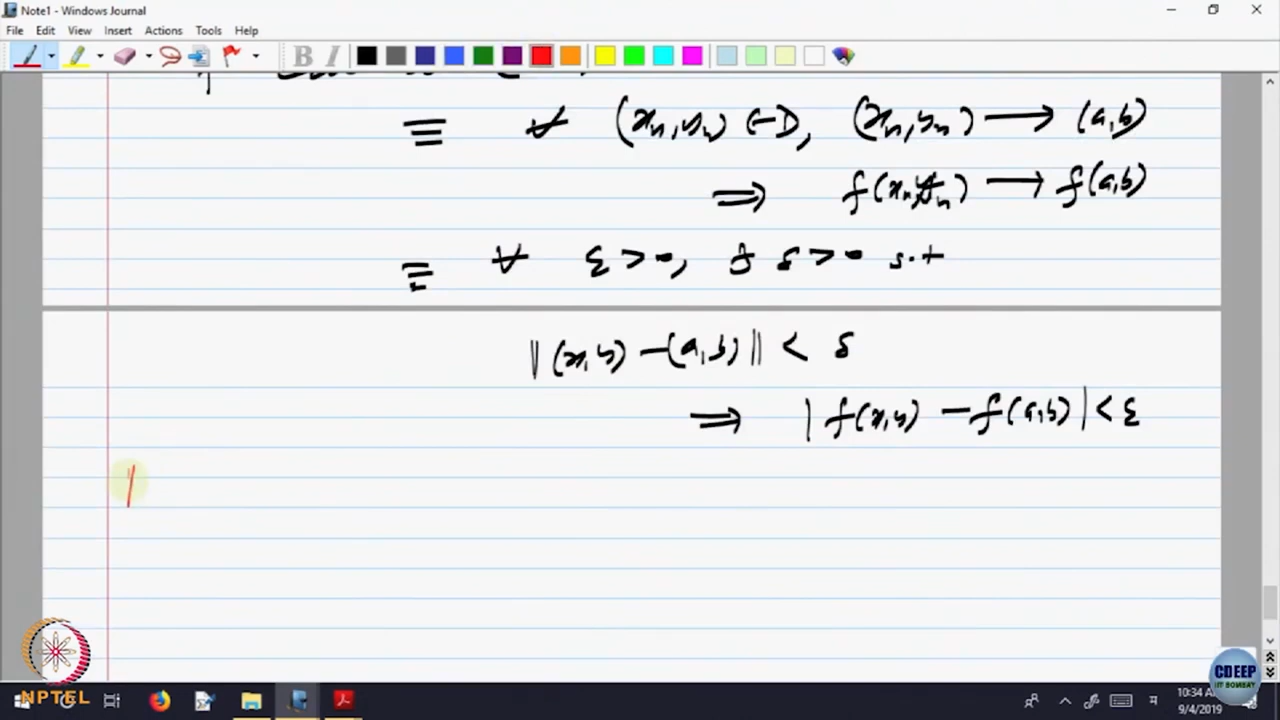 Note1 - Windows Journal
File Edit View Insert Actions Tools Help
B I
≡ ∀ (xₙ, yₙ) ∈ D, (xₙ, yₙ) → (a, b)
⟹ f(xₙ, yₙ) → f(a, b)
≡ ∀ ε > 0, ∃ δ > 0 s.t
‖(x, y) - (a, b)‖ < δ
⟹ |f(x, y) - f(a, b)| < ε
NPTEL
CDEEP
IIT BOMBAY
10:34 A
9/4/2019